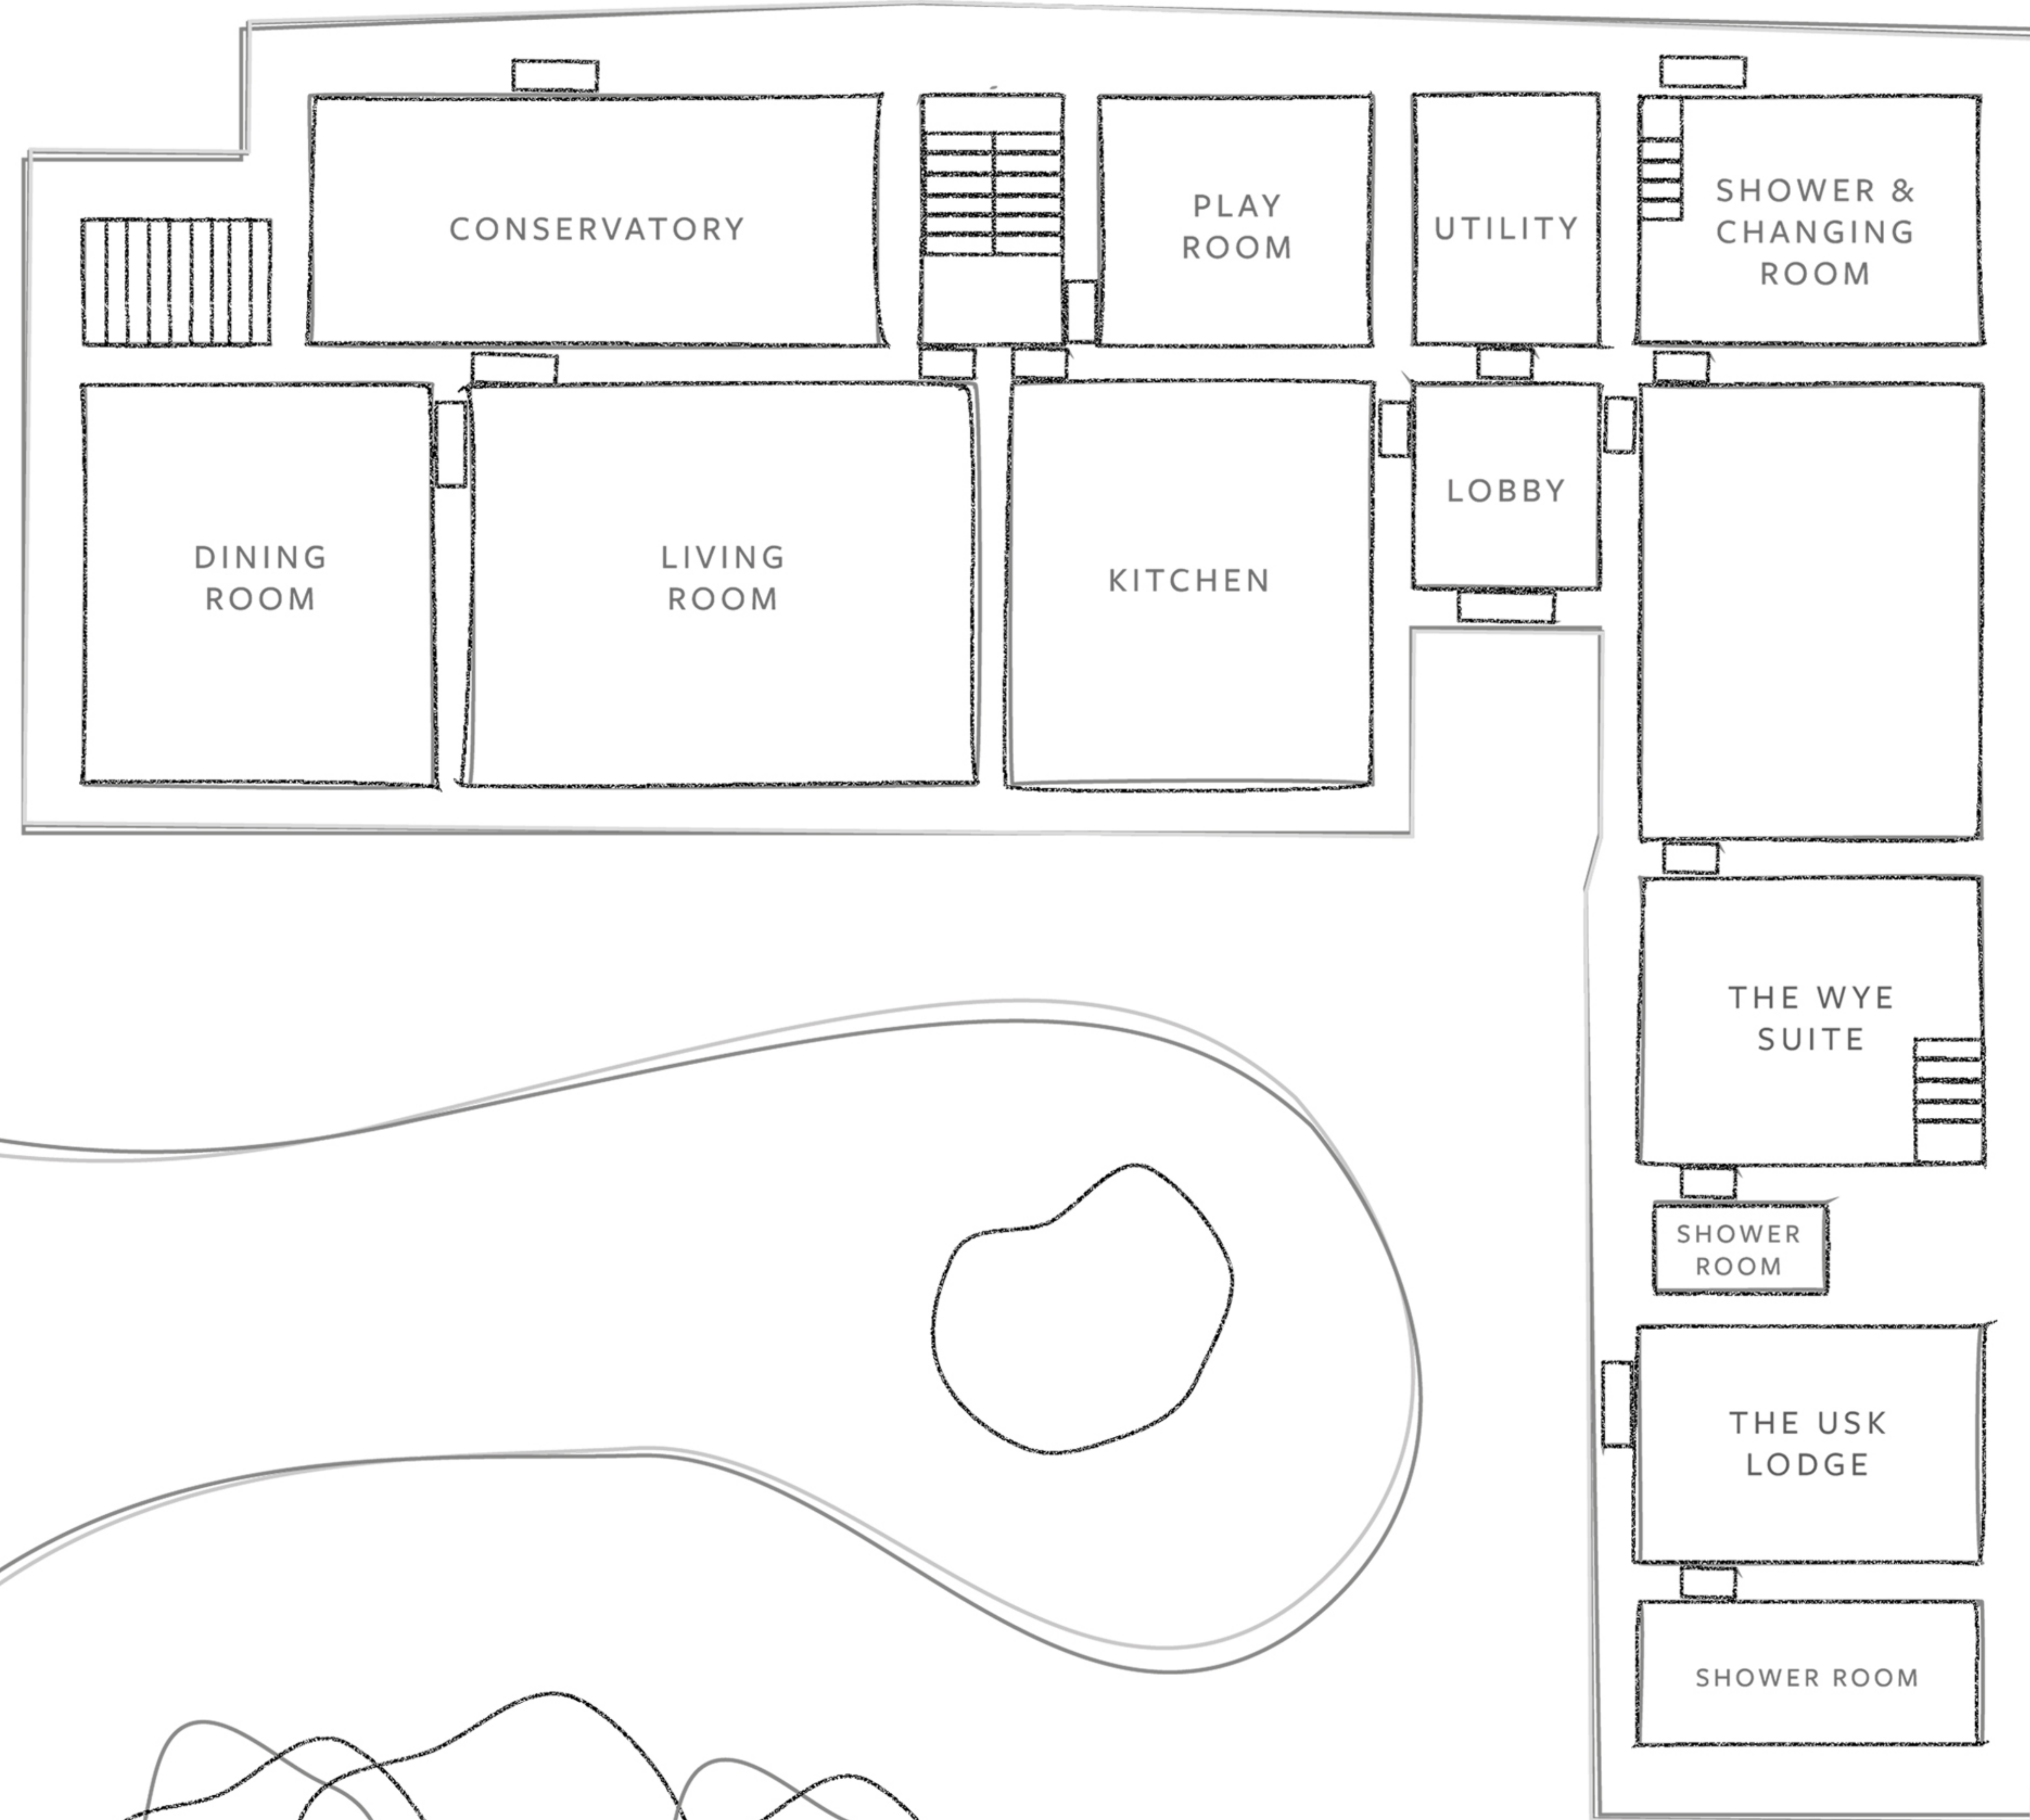 CONSERVATORY
PLAY
ROOM
UTILITY
SHOWER &
CHANGING
ROOM
DINING
ROOM
LIVING
ROOM
KITCHEN
LOBBY
THE WYE
SUITE
SHOWER
ROOM
THE USK
LODGE
SHOWER ROOM